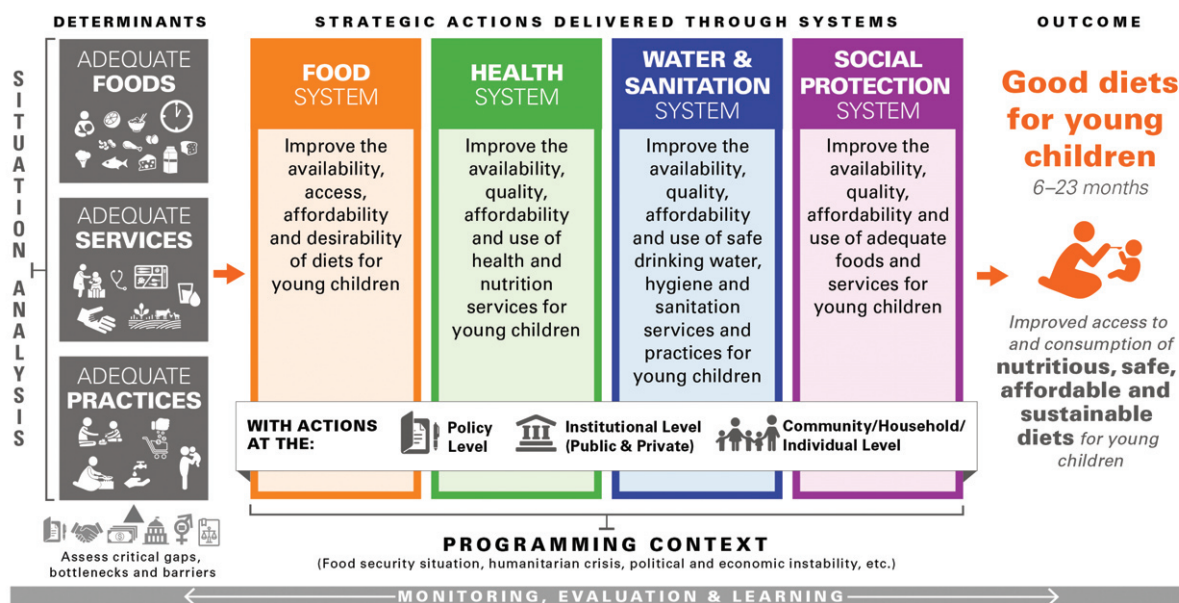 DETERMINANTS
STRATEGIC ACTIONS DELIVERED THROUGH SYSTEMS
OUTCOME
SITUATION ANALYSIS
ADEQUATE
FOODS
ADEQUATE
SERVICES
ADEQUATE
PRACTICES
Assess critical gaps,
bottlenecks and barriers
FOOD
SYSTEM
Improve the
availability,
access,
affordability
and desirability
of diets for
young children
HEALTH
SYSTEM
Improve the
availability,
quality,
affordability
and use of
health and
nutrition
services for
young children
WATER &
SANITATION
SYSTEM
Improve the
availability,
quality,
affordability
and use of safe
drinking water,
hygiene and
sanitation
services and
practices for
young children
SOCIAL
PROTECTION
SYSTEM
Improve the
availability,
quality,
affordability and
use of adequate
foods and
services for
young children
WITH ACTIONS
AT THE:
Policy
Level
Institutional Level
(Public & Private)
Community/Household/
Individual Level
Good diets
for young
children
6–23 months
Improved access to
and consumption of
nutritious, safe,
affordable and
sustainable
diets for young
children
PROGRAMMING CONTEXT
(Food security situation, humanitarian crisis, political and economic instability, etc.)
MONITORING, EVALUATION & LEARNING